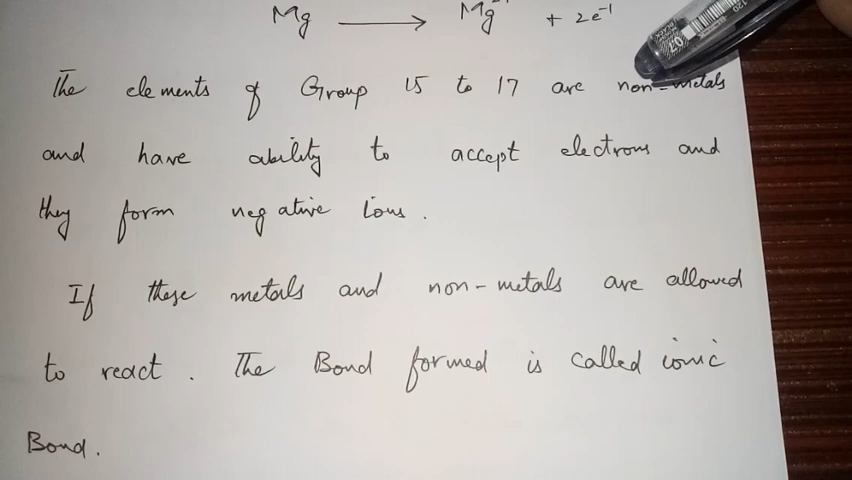 Mg → Mg + 2e⁻¹
The elements of Group 15 to 17 are non-metals
and have ability to accept electrons and
they form negative ions.
If these metals and non-metals are allowed
to react. The Bond formed is called ionic
Bond.